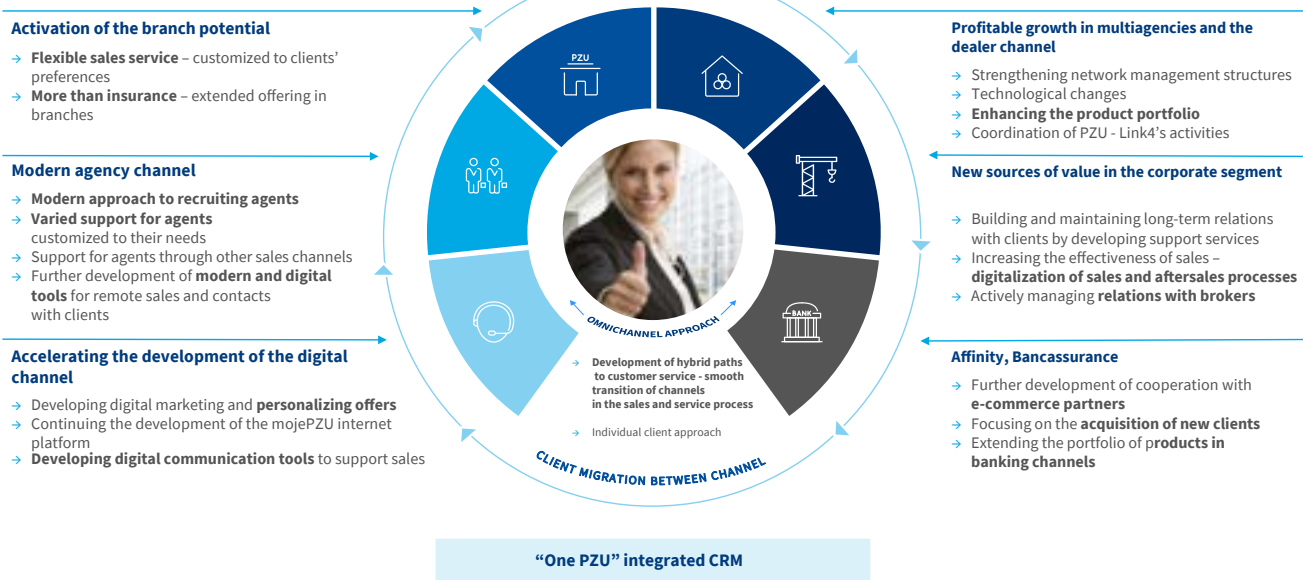 Activation of the branch potential
→ Flexible sales service – customized to clients’
preferences
→ More than insurance – extended offering in
branches
Modern agency channel
→ Modern approach to recruiting agents
→ Varied support for agents
customized to their needs
→ Support for agents through other sales channels
→ Further development of modern and digital
tools for remote sales and contacts
with clients
Accelerating the development of the digital
channel
→ Developing digital marketing and personalizing offers
→ Continuing the development of the mojePZU internet
platform
→ Developing digital communication tools to support sales
PZU
BANK
OMNICHANNEL APPROACH
→ Development of hybrid paths
to customer service - smooth
transition of channels
in the sales and service process
→ Individual client approach
CLIENT MIGRATION BETWEEN CHANNEL
Profitable growth in multiagencies and the
dealer channel
→ Strengthening network management structures
→ Technological changes
→ Enhancing the product portfolio
→ Coordination of PZU - Link4’s activities
New sources of value in the corporate segment
→ Building and maintaining long-term relations
with clients by developing support services
→ Increasing the effectiveness of sales –
digitalization of sales and aftersales processes
→ Actively managing relations with brokers
Affinity, Bancassurance
→ Further development of cooperation with
e-commerce partners
→ Focusing on the acquisition of new clients
→ Extending the portfolio of products in
banking channels
“One PZU” integrated CRM